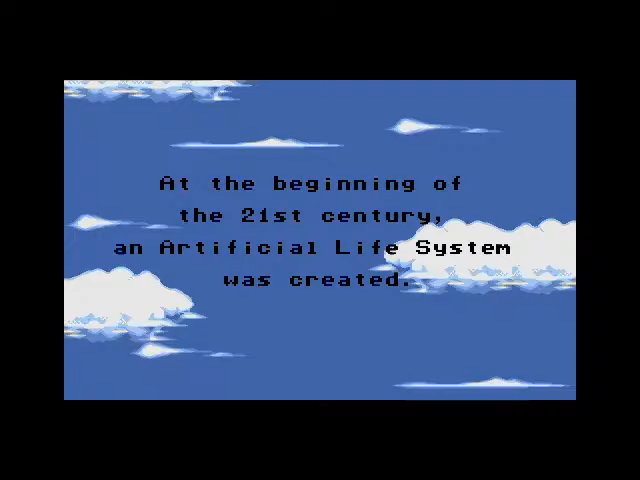 At the beginning of
the 21st century,
an Artificial Life System
was created.